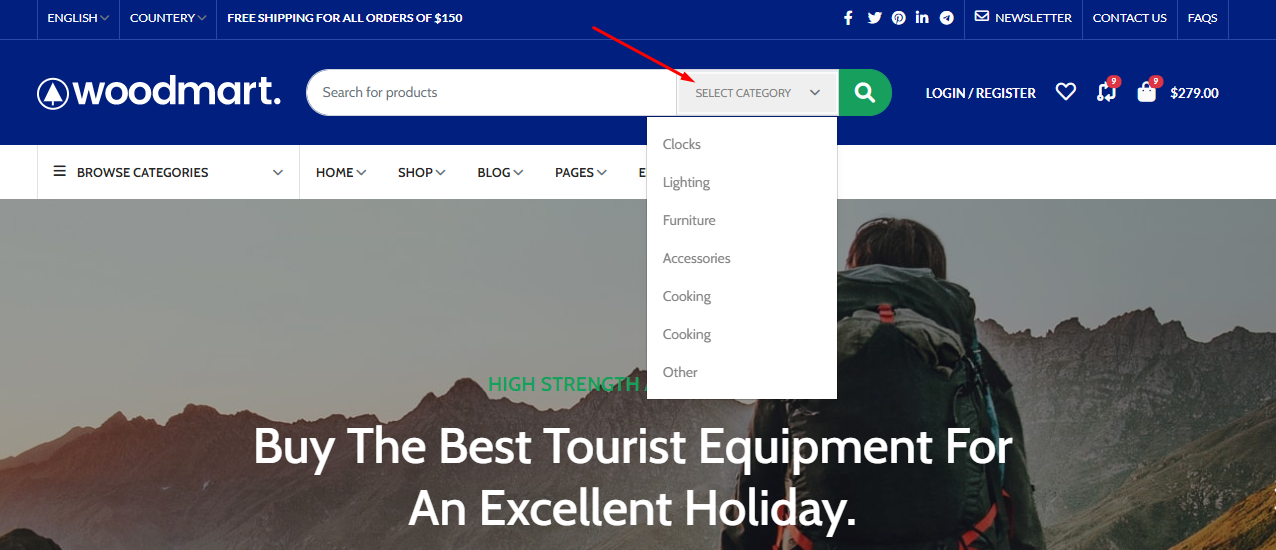 ENGLISH
COUNTERY
FREE SHIPPING FOR ALL ORDERS OF $150
NEWSLETTER
CONTACT US
FAQS
woodmart.
Search for products
SELECT CATEGORY
LOGIN / REGISTER
9
9
$279.00
BROWSE CATEGORIES
HOME
SHOP
BLOG
PAGES
Clocks
Lighting
Furniture
Accessories
Cooking
Cooking
Other
HIGH STRENGTH
Buy The Best Tourist Equipment For
An Excellent Holiday.